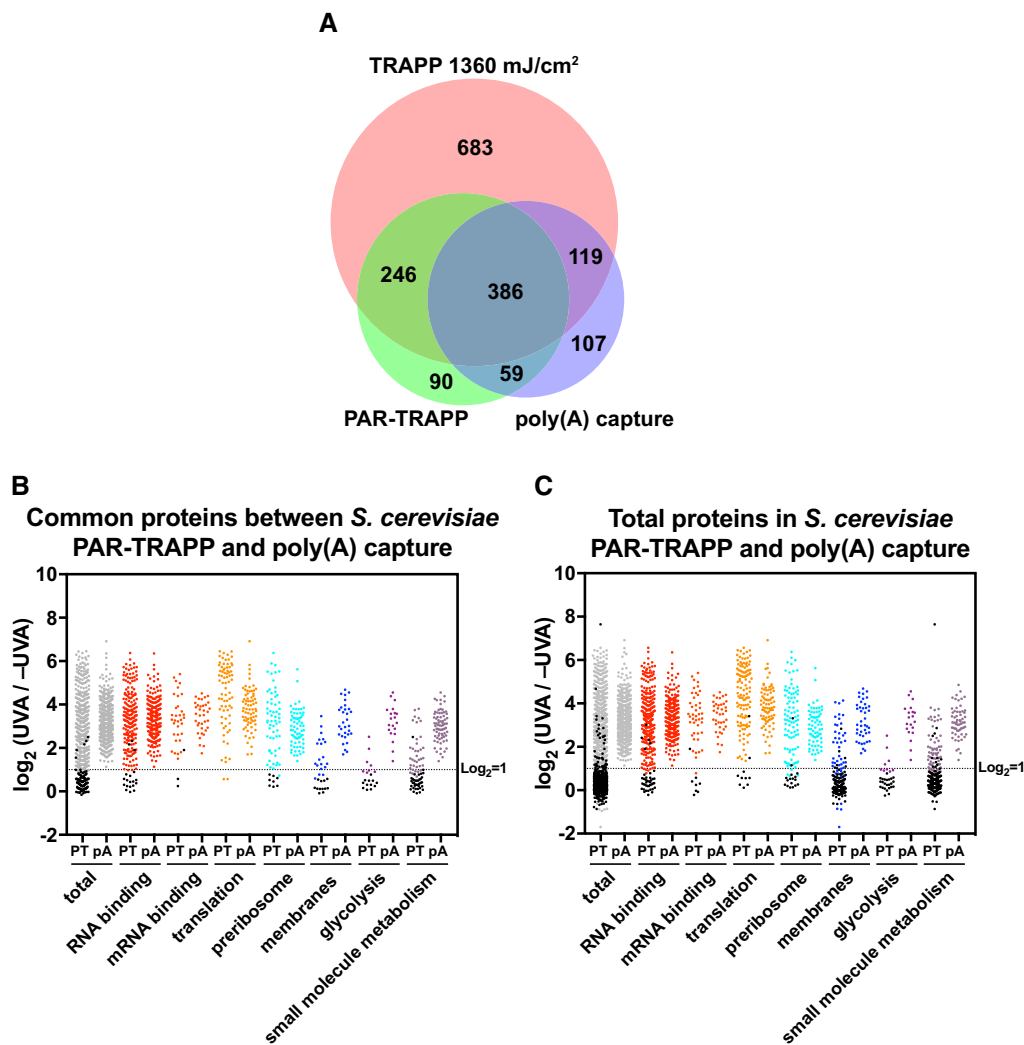 A
TRAPP 1360 mJ/cm²
683
246
386
119
107
90
59
PAR-TRAPP
poly(A) capture
B
Common proteins between S. cerevisiae
PAR-TRAPP and poly(A) capture
log₂ (UVA / –UVA)
10
8
6
4
2
0
-2
Log₂=1
PT pA PT pA PT pA PT pA PT pA PT pA PT pA PT pA
total
RNA binding
mRNA binding
translation
preribosome
membranes
glycolysis
small molecule metabolism
C
Total proteins in S. cerevisiae
PAR-TRAPP and poly(A) capture
log₂ (UVA / –UVA)
10
8
6
4
2
0
-2
Log₂=1
PT pA PT pA PT pA PT pA PT pA PT pA PT pA PT pA
total
RNA binding
mRNA binding
translation
preribosome
membranes
glycolysis
small molecule metabolism